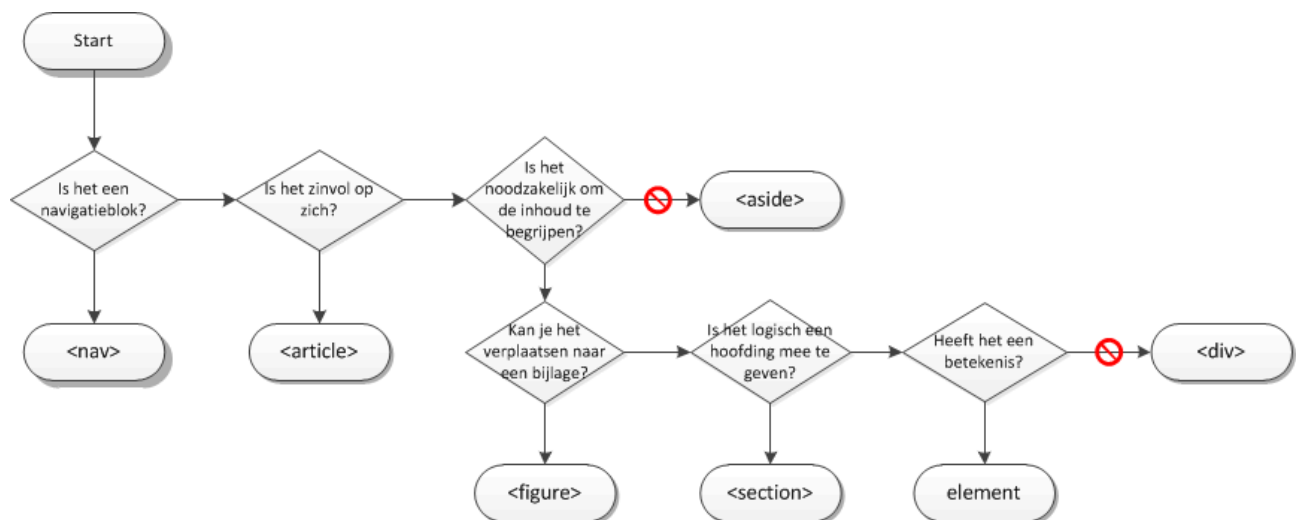 Start
Is het een
navigatieblok?
Is het zinvol op
zich?
Is het
noodzakelijk om
de inhoud te
begrijpen?
<aside>
<nav>
<article>
Kan je het
verplaatsen naar
een bijlage?
Is het logisch een
hoofding mee te
geven?
Heeft het een
betekenis?
<div>
<figure>
<section>
element